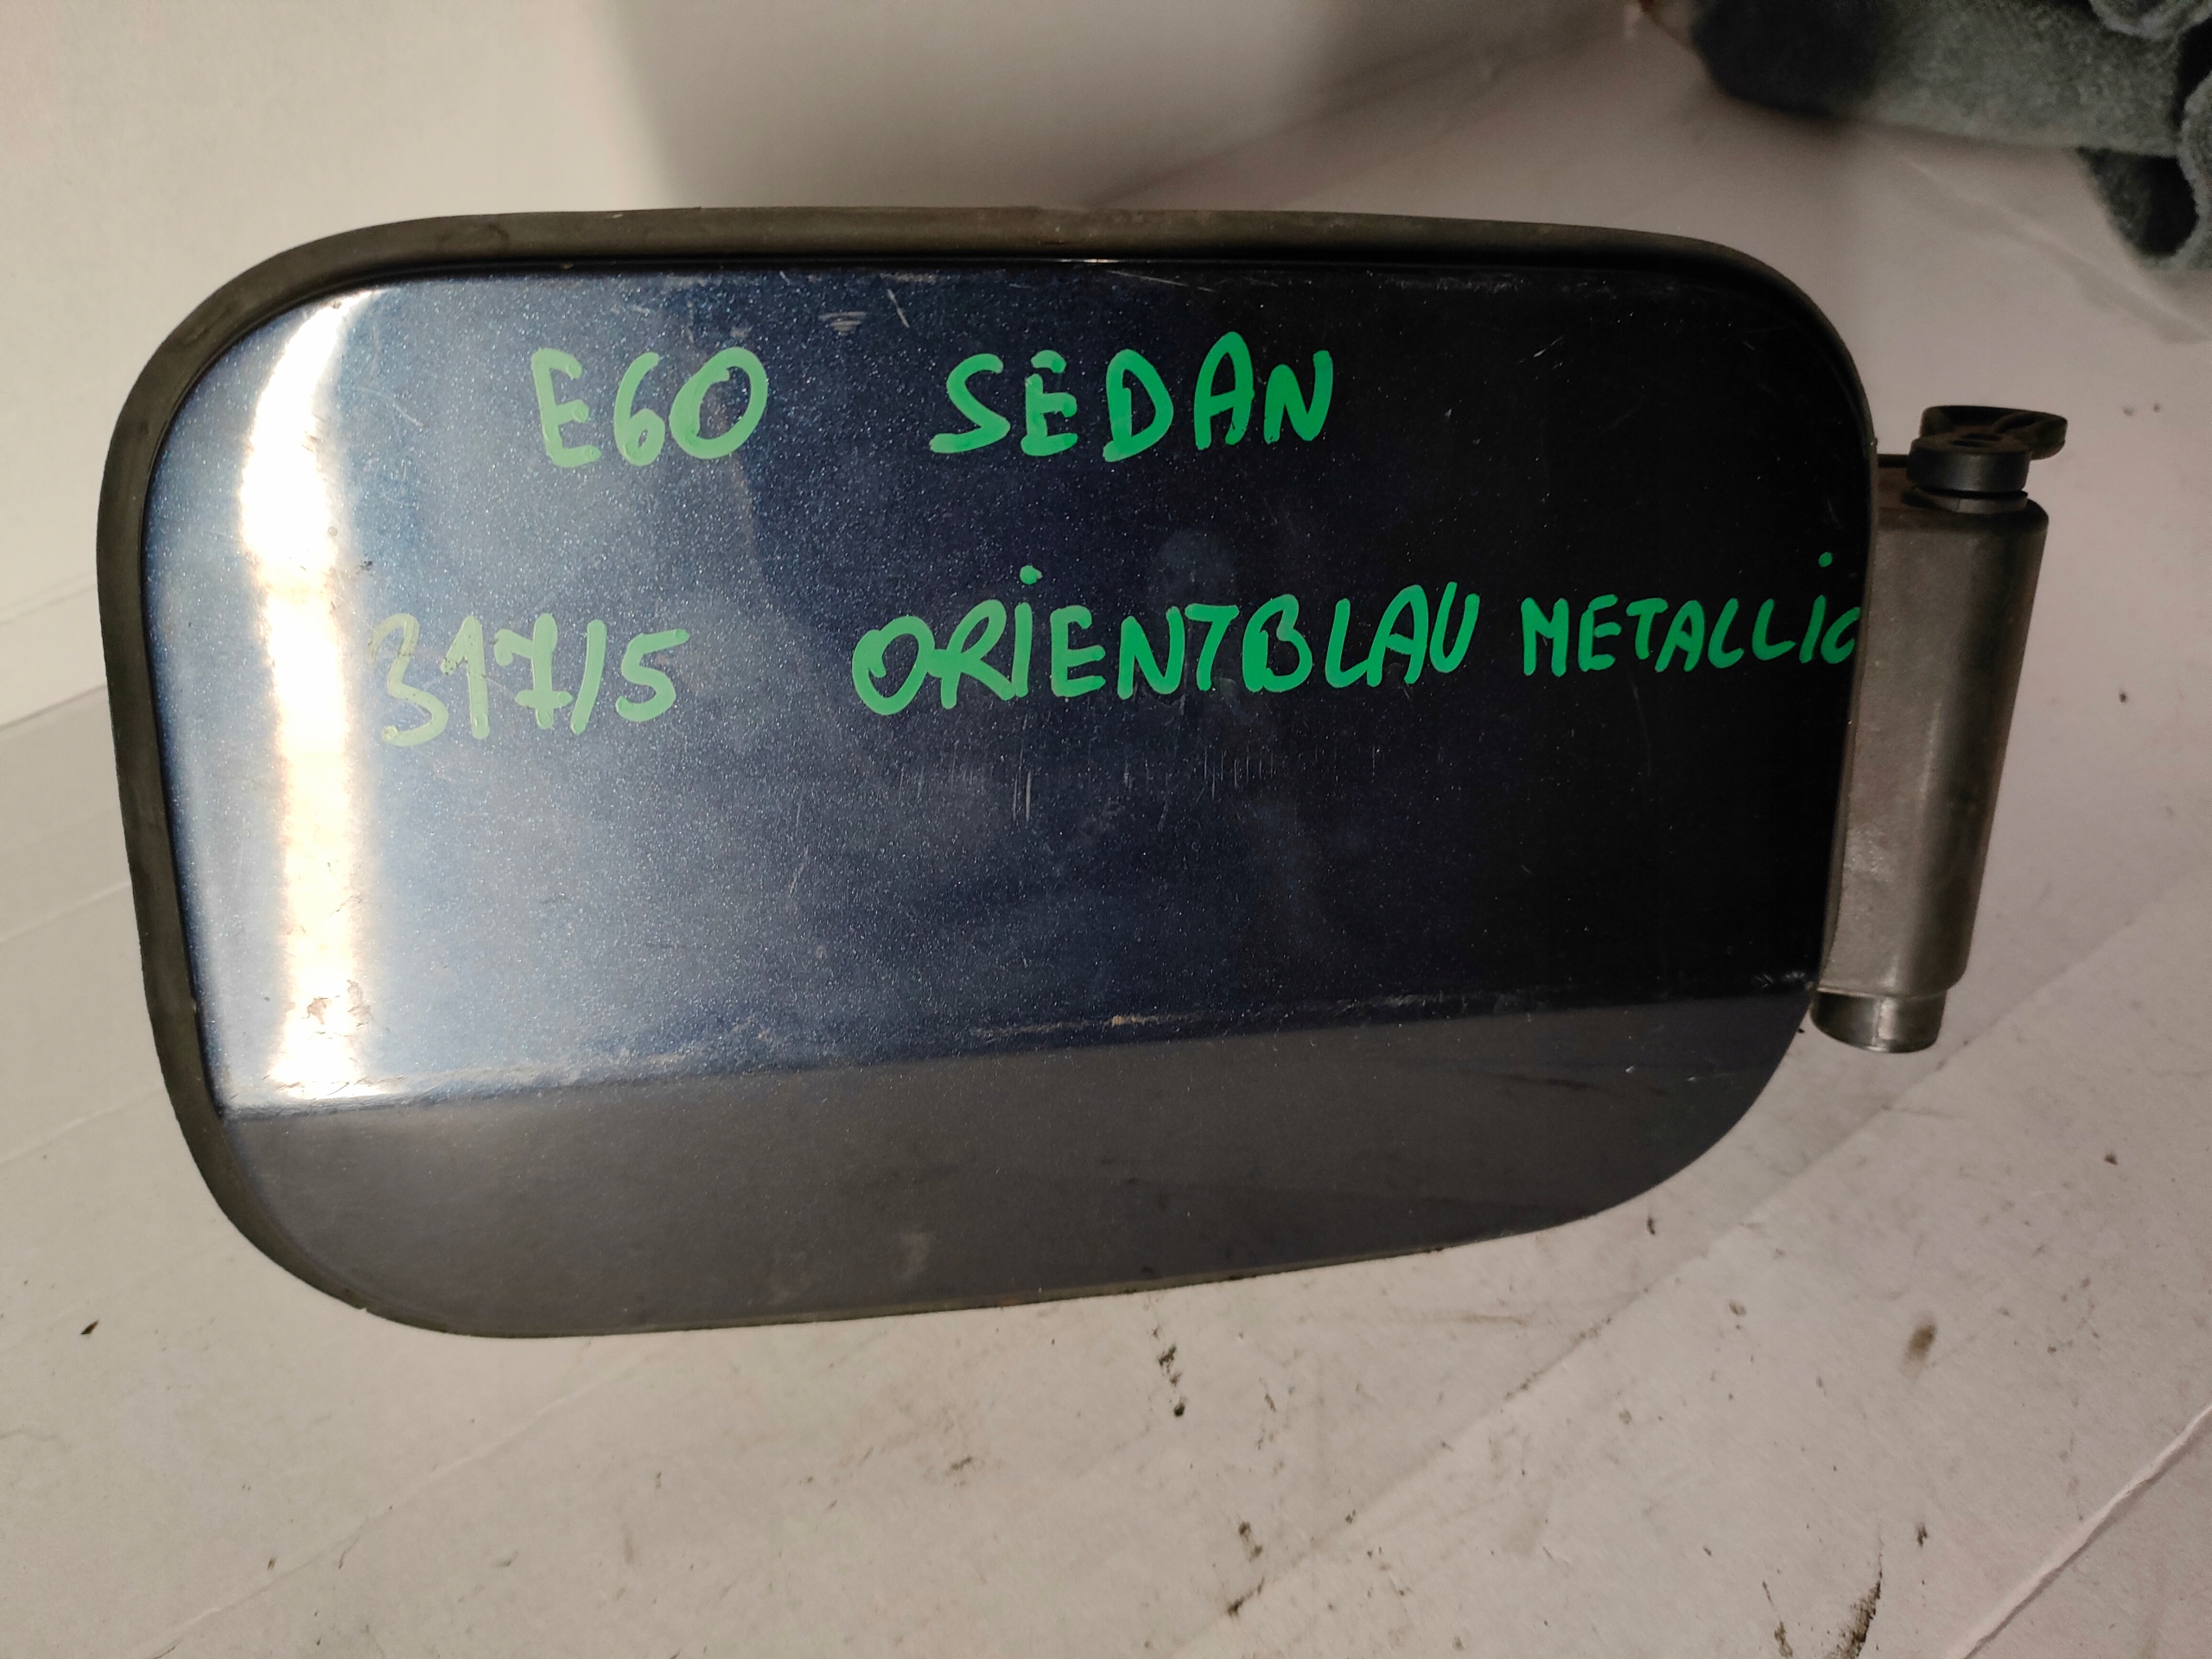 E60 SEDAN
317/5 ORIENTBLAU METALLIC